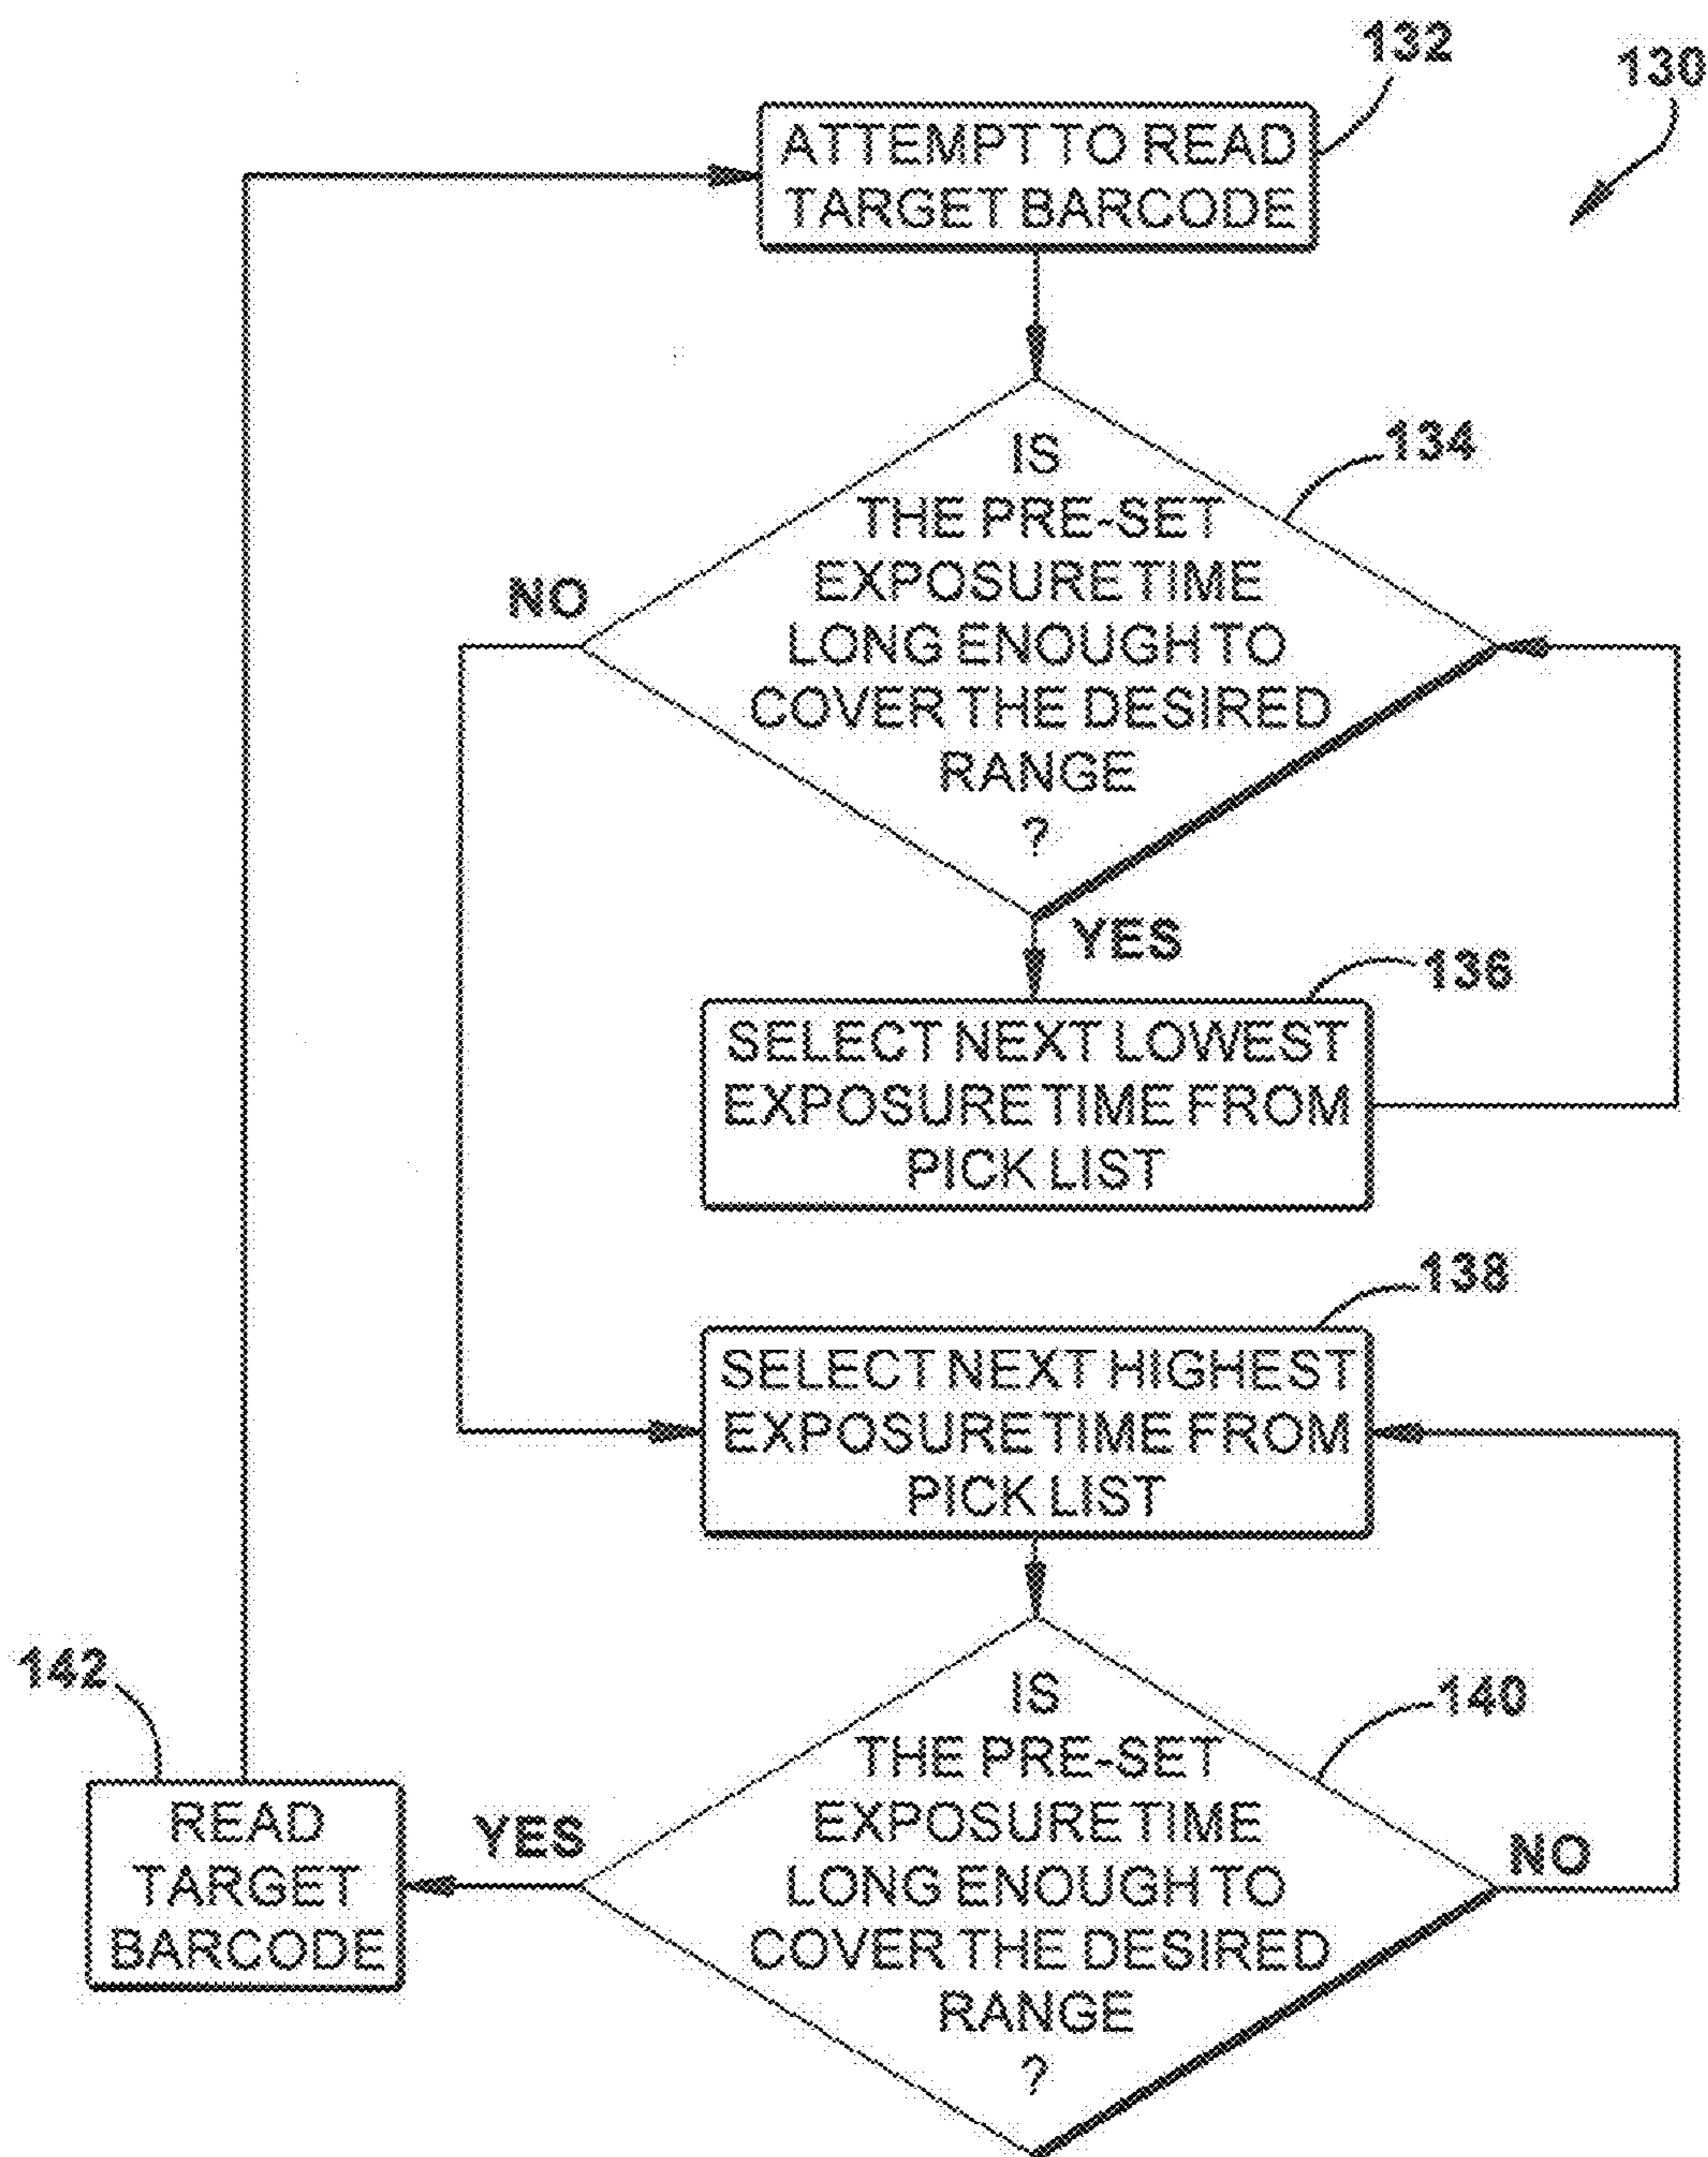 132
130
ATTEMPT TO READ
TARGET BARCODE
134
IS
THE PRE-SET
EXPOSURE TIME
LONG ENOUGH TO
COVER THE DESIRED
RANGE
?
NO
YES
136
SELECT NEXT LOWEST
EXPOSURE TIME FROM
PICK LIST
138
SELECT NEXT HIGHEST
EXPOSURE TIME FROM
PICK LIST
142
140
IS
THE PRE-SET
EXPOSURE TIME
LONG ENOUGH TO
COVER THE DESIRED
RANGE
?
YES
NO
READ
TARGET
BARCODE